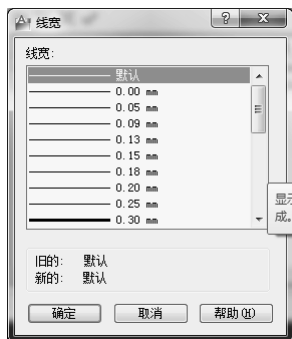 线宽
线宽:
默认
0.00 mm
0.05 mm
0.09 mm
0.13 mm
0.15 mm
0.18 mm
0.20 mm
0.25 mm
0.30 mm
显示
成。
旧的: 默认
新的: 默认
确定 取消 帮助(H)